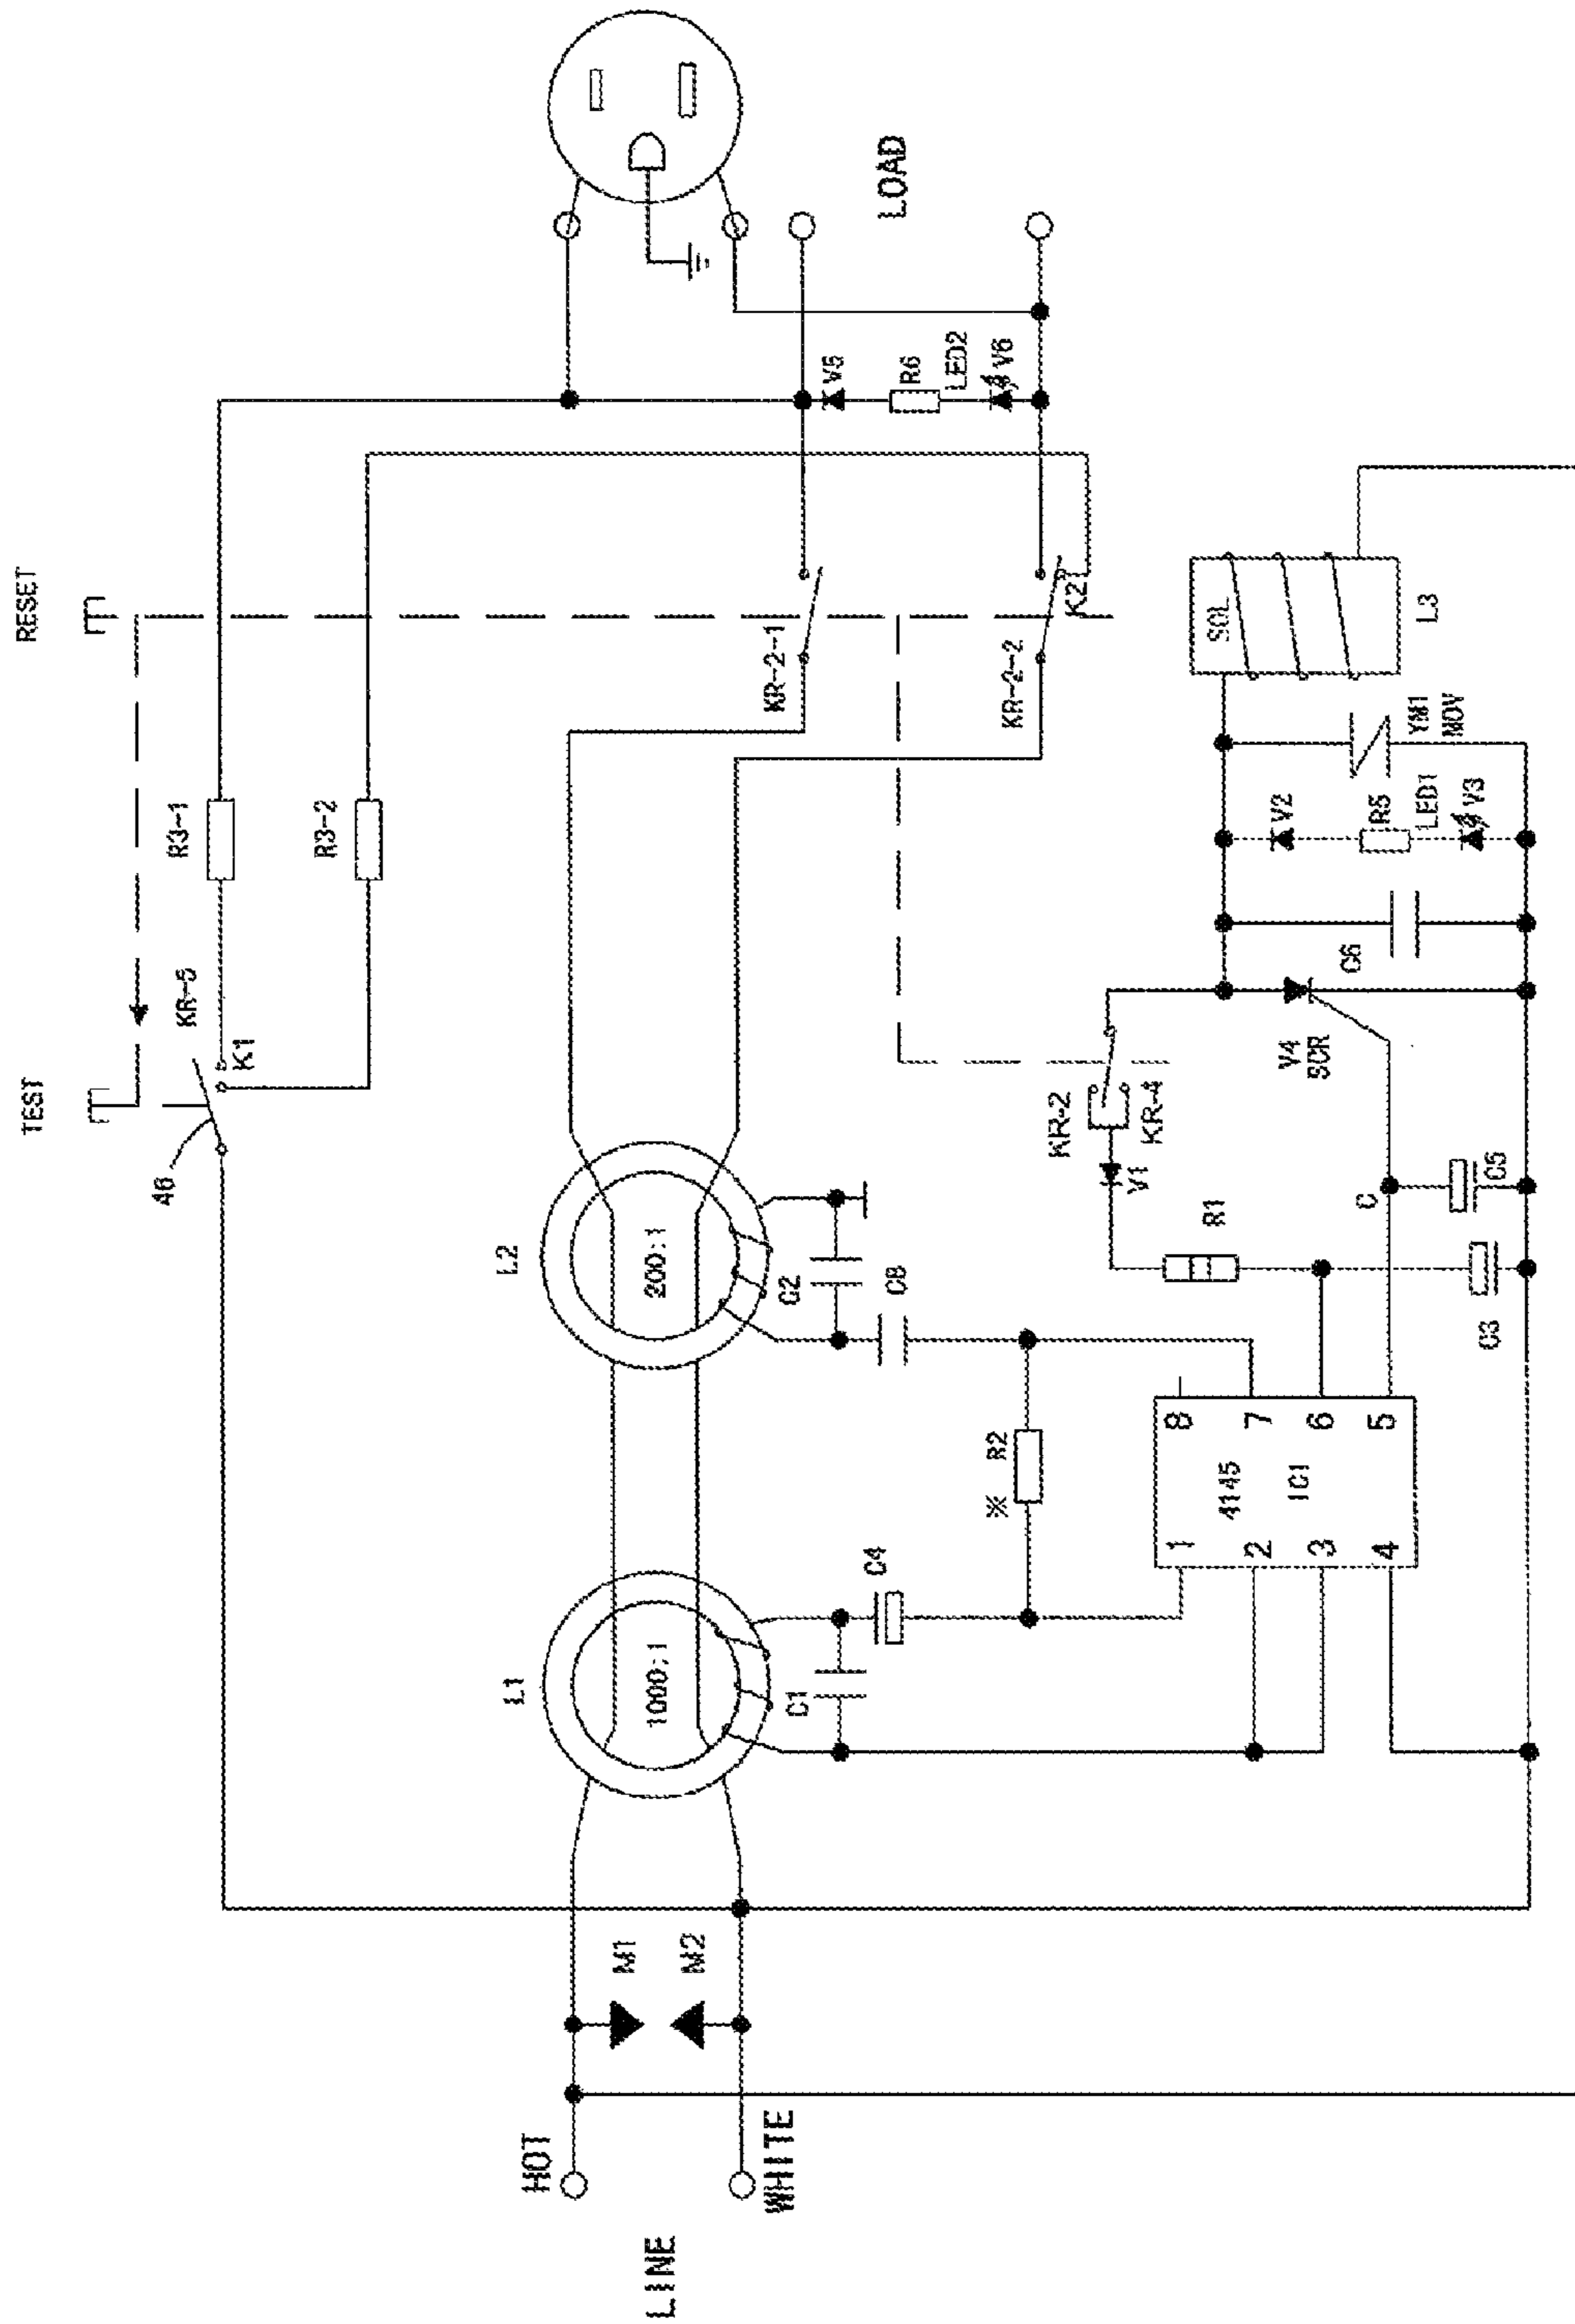 TEST
RESET
46
KR-5
K1
R3-1
R3-2
LINE
HOT
WHITE
M1
M2
L1
1000:1
L2
200:1
C1
C4
C2
C8
※ R2
KR-2-1
KR-2-2
K2
V5
R6
LED2
V6
LOAD
KR-2
KR-4
V1
R1
4145
IC1
1
2
3
4
8
7
6
5
C
C3
C5
V4
SCR
C6
V2
R5
LED1
V3
YM1
MOV
SOL
L3